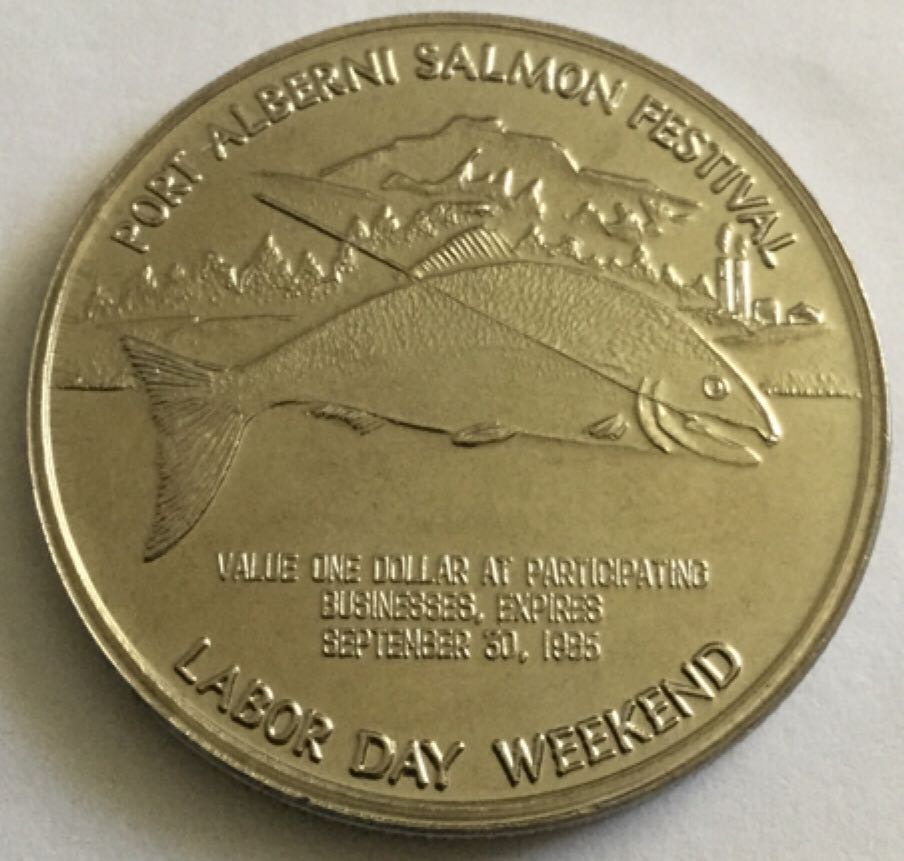 PORT ALBERNI SALMON FESTIVAL
VALUE ONE DOLLAR AT PARTICIPATING
BUSINESSES, EXPIRES
SEPTEMBER 30, 1985
LABOR DAY WEEKEND